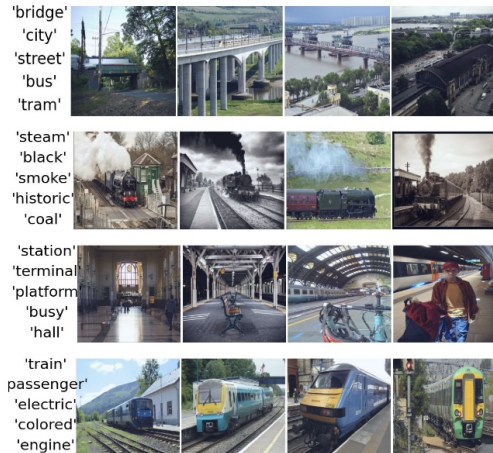 'bridge'
'city'
'street'
'bus'
'tram'
'steam'
'black'
'smoke'
'historic'
'coal'
'station'
'terminal'
'platform'
'busy'
'hall'
'train'
passenger'
'electric'
'colored'
'engine'